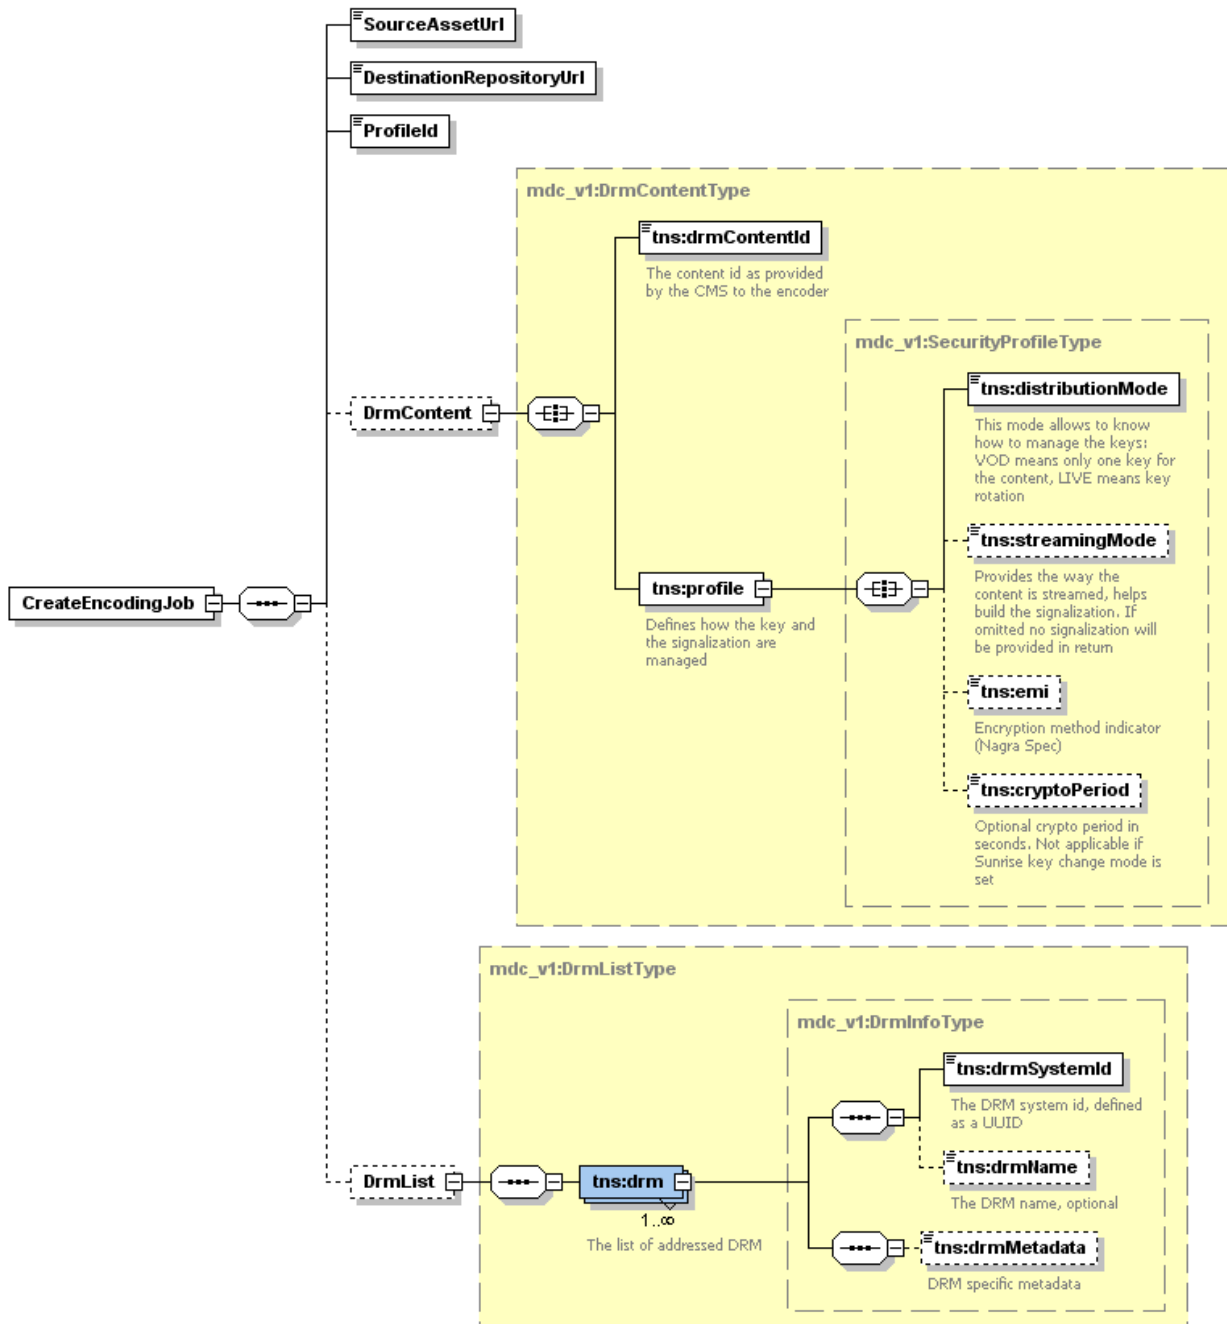 SourceAssetUrl
DestinationRepositoryUrl
ProfileId
mdc_v1:DrmContentType
tns:drmContentId
The content id as provided
by the CMS to the encoder
mdc_v1:SecurityProfileType
tns:distributionMode
This mode allows to know
how to manage the keys:
VOD means only one key for
the content, LIVE means key
rotation
DrmContent
tns:streamingMode
Provides the way the
content is streamed, helps
build the signalization. If
omitted no signalization will
be provided in return
CreateEncodingJob
tns:profile
Defines how the key and
the signalization are
managed
tns:emi
Encryption method indicator
(Nagra Spec)
tns:cryptoPeriod
Optional crypto period in
seconds. Not applicable if
Sunrise key change mode is
set
mdc_v1:DrmListType
mdc_v1:DrmInfoType
tns:drmSystemId
The DRM system id, defined
as a UUID
DrmList
tns:drm
1..∞
The list of addressed DRM
tns:drmName
The DRM name, optional
tns:drmMetadata
DRM specific metadata